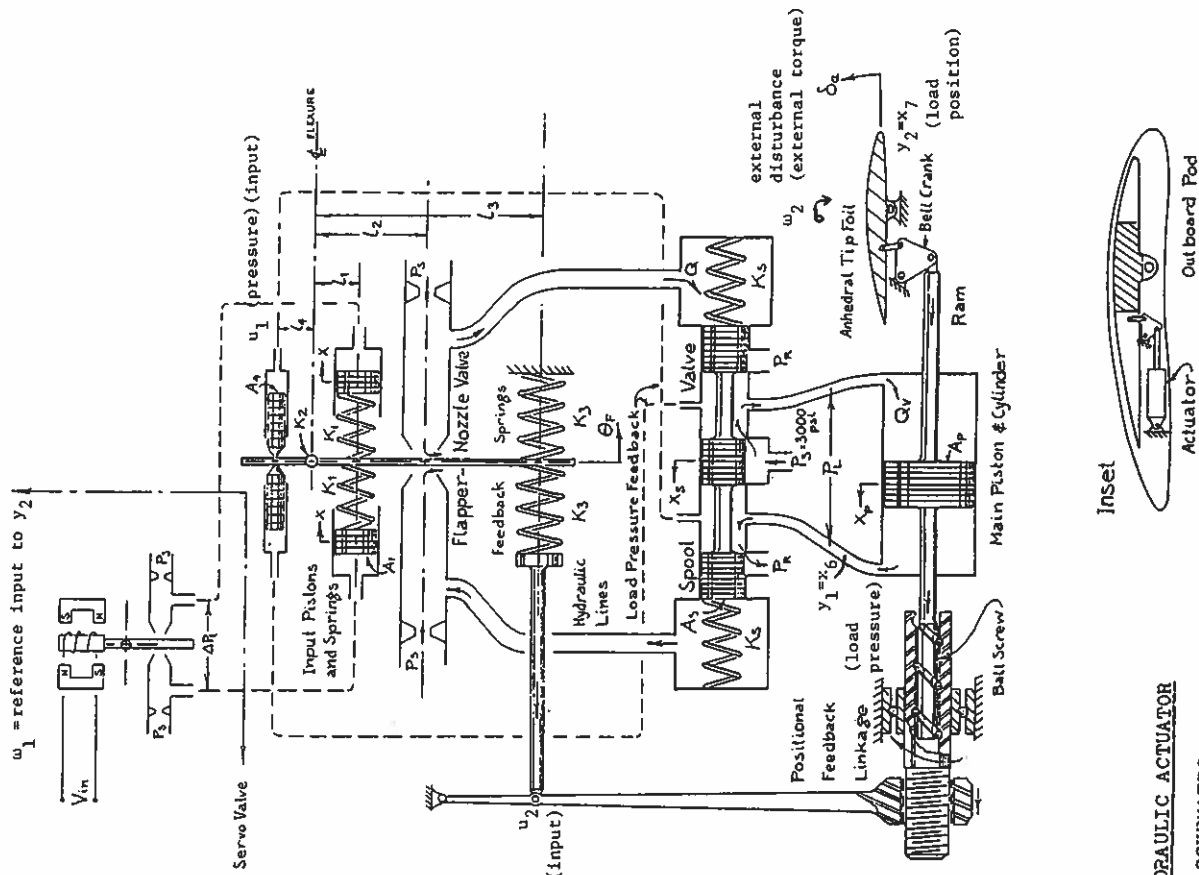 ω1 = reference input to y2
Vin
N
S
N
S
P3
P3
ΔPi
Servo Valve
u1 (pressure) (input)
A4
L4
K2
L1
℄ FLEXURE
L2
L3
X
X
K1
K1
A1
Input Pistons
and Springs
P3
P3
Flapper-Nozzle Valve
Feedback Springs
K3
K3
θF
u2
(input)
Hydraulic
Lines
Load Pressure Feedback
Q
As
Ks
Ks
Spool Valve
Xs
PR
PR
Ps=3000
psi
PL
QV
y1=x6
(load
pressure)
Xp
Ap
Main Piston & Cylinder
Ram
Positional
Feedback
Linkage
Ball Screw
external
disturbance
(external torque)
ω2
δa
Anhedral Tip Foil
y2=x7
(load
position)
Bell Crank
Inset
Actuator
Outboard Pod
RAULIC ACTUATOR